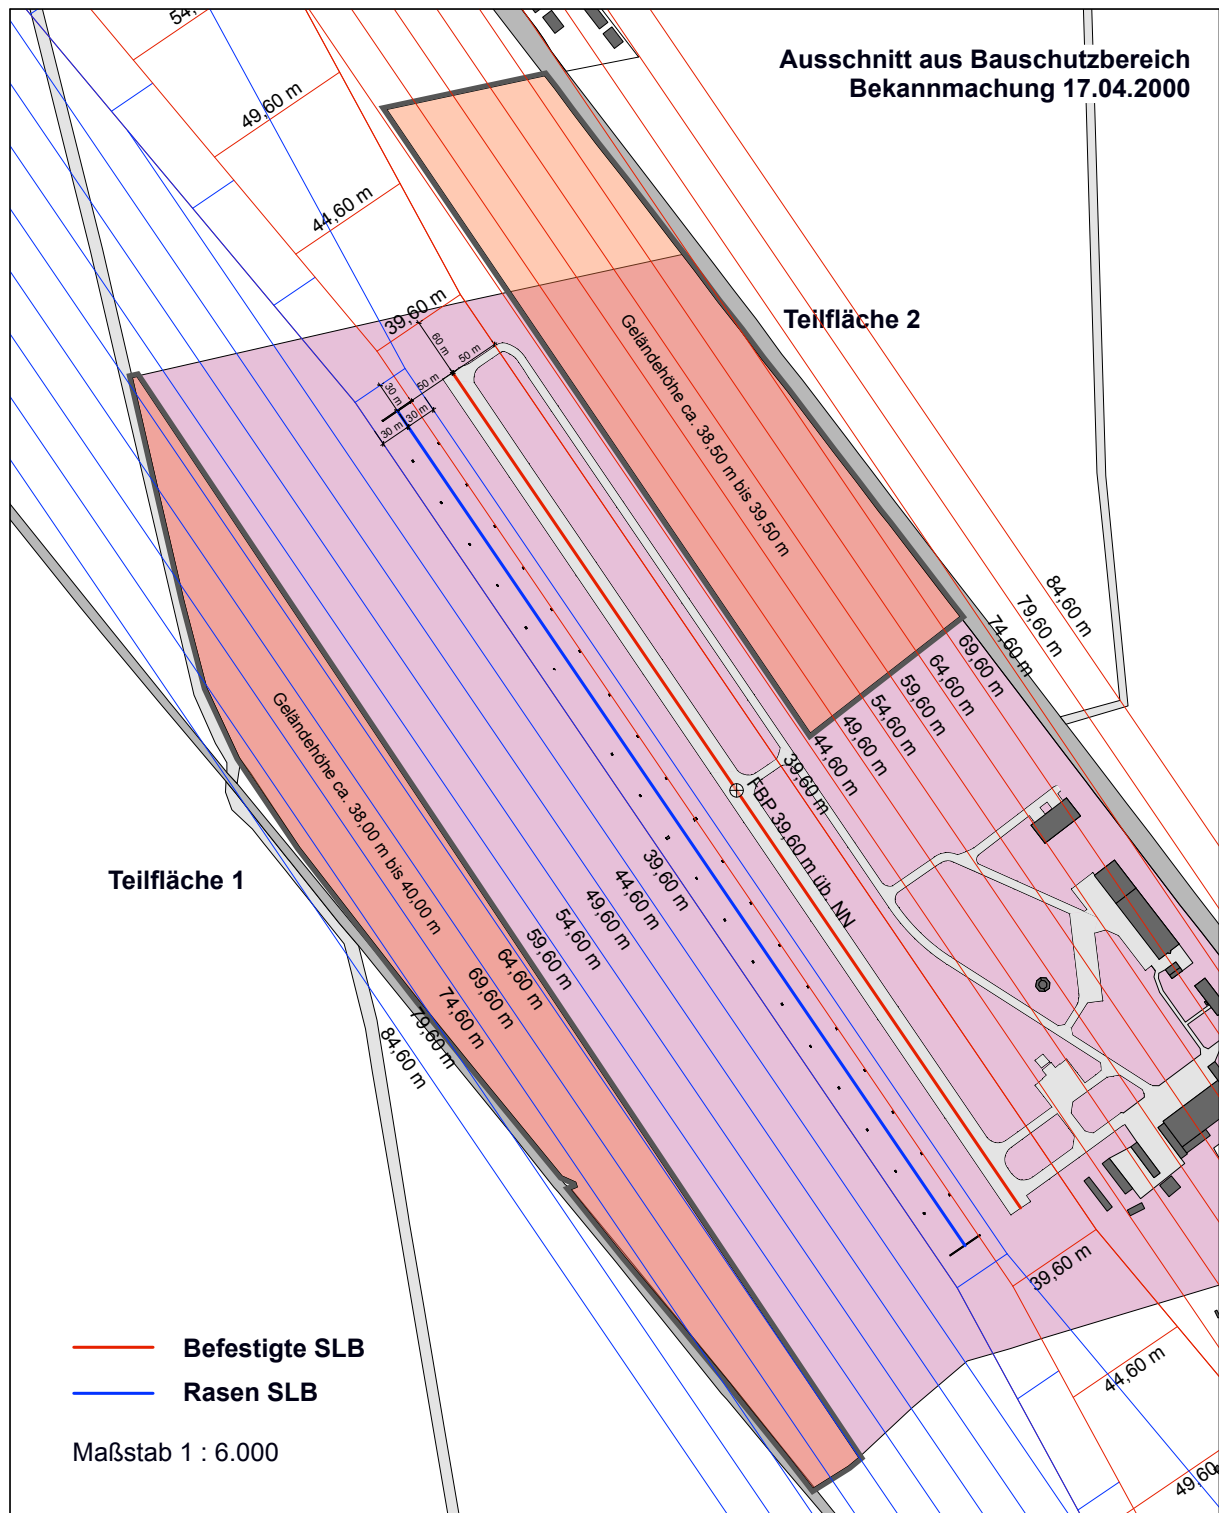 Ausschnitt aus Bauschutzbereich
Bekannmachung 17.04.2000
54,
49,60 m
44,60 m
39,60 m
60 m
50 m
50 m
30 m
30 m
30 m
Teilfläche 2
Geländehöhe ca. 38,50 m bis 39,50 m
84,60 m
79,60 m
74,60 m
69,60 m
64,60 m
59,60 m
54,60 m
49,60 m
44,60 m
39,60 m
FBP 39,60 m üb. NN
Geländehöhe ca. 38,00 m bis 40,00 m
Teilfläche 1
39,60 m
44,60 m
49,60 m
54,60 m
59,60 m
64,60 m
69,60 m
74,60 m
79,60 m
84,60 m
39,60 m
44,60 m
49,60
Befestigte SLB
Rasen SLB
Maßstab 1 : 6.000